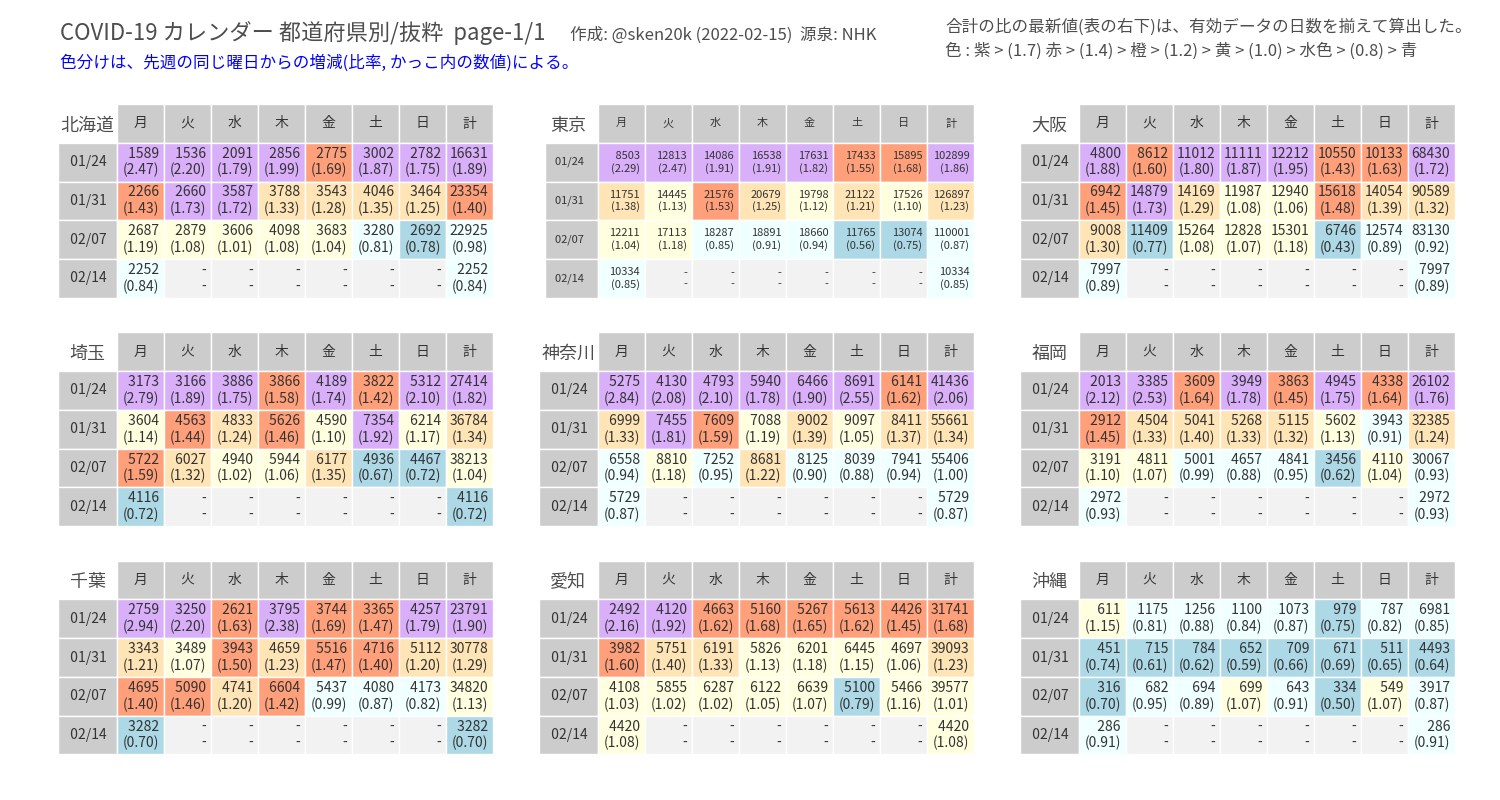 COVID-19 カレンダー 都道府県別/抜粋 page-1/1 作成: @sken20k (2022-02-15) 源泉: NHK
合計の比の最新値(表の右下)は、有効データの日数を揃えて算出した。
色分けは、先週の同じ曜日からの増減(比率, かっこ内の数値)による。
色 : 紫 > (1.7) 赤 > (1.4) > 橙 > (1.2) > 黄 > (1.0) > 水色 > (0.8) > 青
北海道 月 火 水 木 金 土 日 計
01/24 1589 1536 2091 2856 2775 3002 2782 16631
(2.47) (2.20) (1.79) (1.99) (1.69) (1.87) (1.75) (1.89)
01/31 2266 2660 3587 3788 3543 4046 3464 23354
(1.43) (1.73) (1.72) (1.33) (1.28) (1.35) (1.25) (1.40)
02/07 2687 2879 3606 4098 3683 3280 2692 22925
(1.19) (1.08) (1.01) (1.08) (1.04) (0.81) (0.78) (0.98)
02/14 2252 - - - - - - 2252
(0.84) - - - - - - (0.84)
東京 月 火 水 木 金 土 日 計
01/24 8503 12813 14086 16538 17631 17433 15895 102899
(2.29) (2.47) (1.91) (1.91) (1.82) (1.55) (1.68) (1.86)
01/31 11751 14445 21576 20679 19798 21122 17526 126897
(1.38) (1.13) (1.53) (1.25) (1.12) (1.21) (1.10) (1.23)
02/07 12211 17113 18287 18891 18660 11765 13074 110001
(1.04) (1.18) (0.85) (0.91) (0.94) (0.56) (0.75) (0.87)
02/14 10334 - - - - - - 10334
(0.85) - - - - - - (0.85)
大阪 月 火 水 木 金 土 日 計
01/24 4800 8612 11012 11111 12212 10550 10133 68430
(1.88) (1.60) (1.80) (1.87) (1.95) (1.43) (1.63) (1.72)
01/31 6942 14879 14169 11987 12940 15618 14054 90589
(1.45) (1.73) (1.29) (1.08) (1.06) (1.48) (1.39) (1.32)
02/07 9008 11409 15264 12828 15301 6746 12574 83130
(1.30) (0.77) (1.08) (1.07) (1.18) (0.43) (0.89) (0.92)
02/14 7997 - - - - - - 7997
(0.89) - - - - - - (0.89)
埼玉 月 火 水 木 金 土 日 計
01/24 3173 3166 3886 3866 4189 3822 5312 27414
(2.79) (1.89) (1.75) (1.58) (1.74) (1.42) (2.10) (1.82)
01/31 3604 4563 4833 5626 4590 7354 6214 36784
(1.14) (1.44) (1.24) (1.46) (1.10) (1.92) (1.17) (1.34)
02/07 5722 6027 4940 5944 6177 4936 4467 38213
(1.59) (1.32) (1.02) (1.06) (1.35) (0.67) (0.72) (1.04)
02/14 4116 - - - - - - 4116
(0.72) - - - - - - (0.72)
神奈川 月 火 水 木 金 土 日 計
01/24 5275 4130 4793 5940 6466 8691 6141 41436
(2.84) (2.08) (2.10) (1.78) (1.90) (2.55) (1.62) (2.06)
01/31 6999 7455 7609 7088 9002 9097 8411 55661
(1.33) (1.81) (1.59) (1.19) (1.39) (1.05) (1.37) (1.34)
02/07 6558 8810 7252 8681 8125 8039 7941 55406
(0.94) (1.18) (0.95) (1.22) (0.90) (0.88) (0.94) (1.00)
02/14 5729 - - - - - - 5729
(0.87) - - - - - - (0.87)
福岡 月 火 水 木 金 土 日 計
01/24 2013 3385 3609 3949 3863 4945 4338 26102
(2.12) (2.53) (1.64) (1.78) (1.45) (1.75) (1.64) (1.76)
01/31 2912 4504 5041 5268 5115 5602 3943 32385
(1.45) (1.33) (1.40) (1.33) (1.32) (1.13) (0.91) (1.24)
02/07 3191 4811 5001 4657 4841 3456 4110 30067
(1.10) (1.07) (0.99) (0.88) (0.95) (0.62) (1.04) (0.93)
02/14 2972 - - - - - - 2972
(0.93) - - - - - - (0.93)
千葉 月 火 水 木 金 土 日 計
01/24 2759 3250 2621 3795 3744 3365 4257 23791
(2.94) (2.20) (1.63) (2.38) (1.69) (1.47) (1.79) (1.90)
01/31 3343 3489 3943 4659 5516 4716 5112 30778
(1.21) (1.07) (1.50) (1.23) (1.47) (1.40) (1.20) (1.29)
02/07 4695 5090 4741 6604 5437 4080 4173 34820
(1.40) (1.46) (1.20) (1.42) (0.99) (0.87) (0.82) (1.13)
02/14 3282 - - - - - - 3282
(0.70) - - - - - - (0.70)
愛知 月 火 水 木 金 土 日 計
01/24 2492 4120 4663 5160 5267 5613 4426 31741
(2.16) (1.92) (1.62) (1.68) (1.65) (1.62) (1.45) (1.68)
01/31 3982 5751 6191 5826 6201 6445 4697 39093
(1.60) (1.40) (1.33) (1.13) (1.18) (1.15) (1.06) (1.23)
02/07 4108 5855 6287 6122 6639 5100 5466 39577
(1.03) (1.02) (1.02) (1.05) (1.07) (0.79) (1.16) (1.01)
02/14 4420 - - - - - - 4420
(1.08) - - - - - - (1.08)
沖縄 月 火 水 木 金 土 日 計
01/24 611 1175 1256 1100 1073 979 787 6981
(1.15) (0.81) (0.88) (0.84) (0.87) (0.75) (0.82) (0.85)
01/31 451 715 784 652 709 671 511 4493
(0.74) (0.61) (0.62) (0.59) (0.66) (0.69) (0.65) (0.64)
02/07 316 682 694 699 643 334 549 3917
(0.70) (0.95) (0.89) (1.07) (0.91) (0.50) (1.07) (0.87)
02/14 286 - - - - - - 286
(0.91) - - - - - - (0.91)